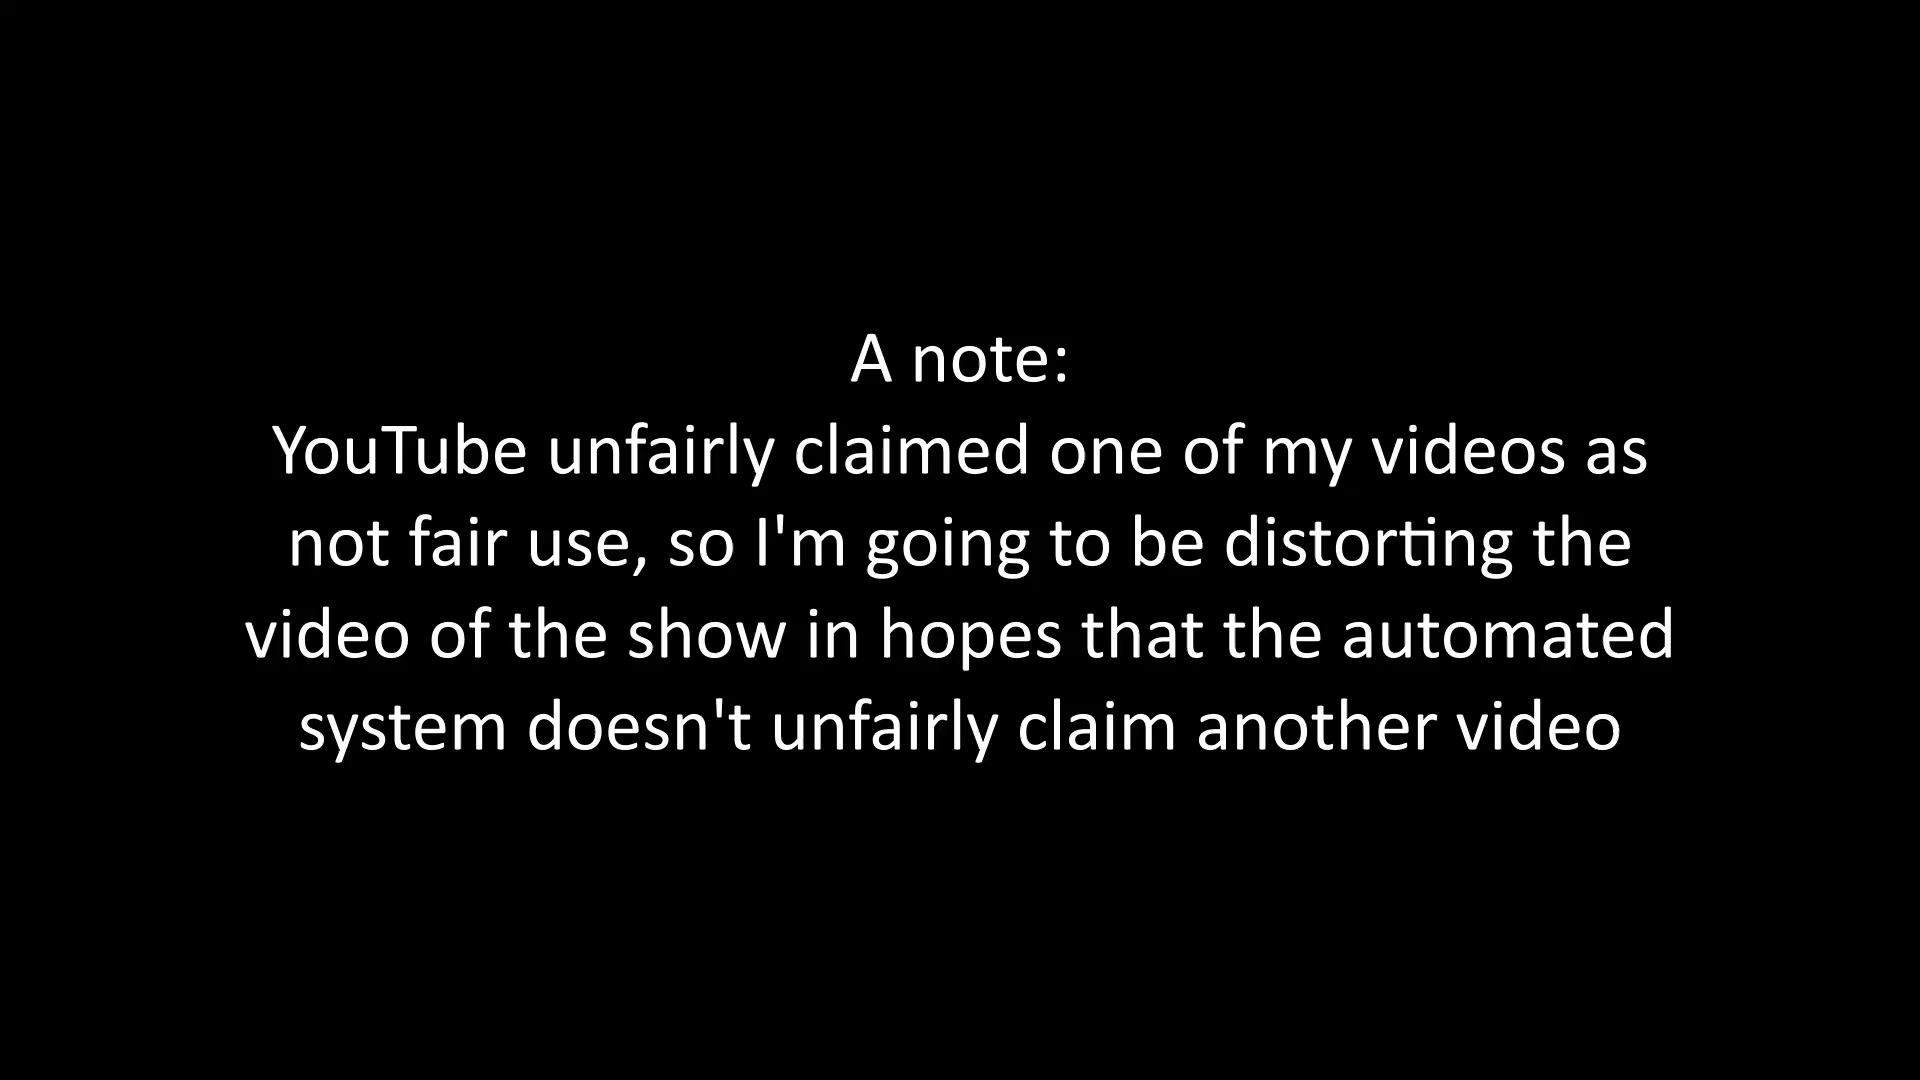 A note:
YouTube unfairly claimed one of my videos as
not fair use, so I'm going to be distorting the
video of the show in hopes that the automated
system doesn't unfairly claim another video